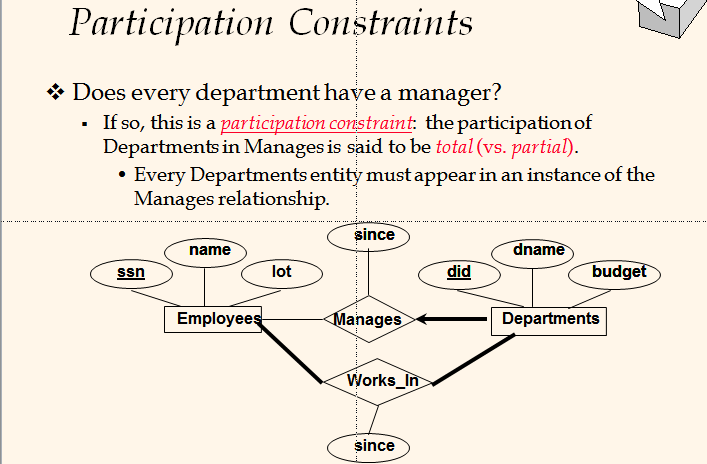 Participation Constraints
❖ Does every department have a manager?
▪ If so, this is a participation constraint: the participation of
Departments in Manages is said to be total (vs. partial).
• Every Departments entity must appear in an instance of the
Manages relationship.
since
name
dname
ssn
lot
did
budget
Employees
Manages
Departments
Works_In
since